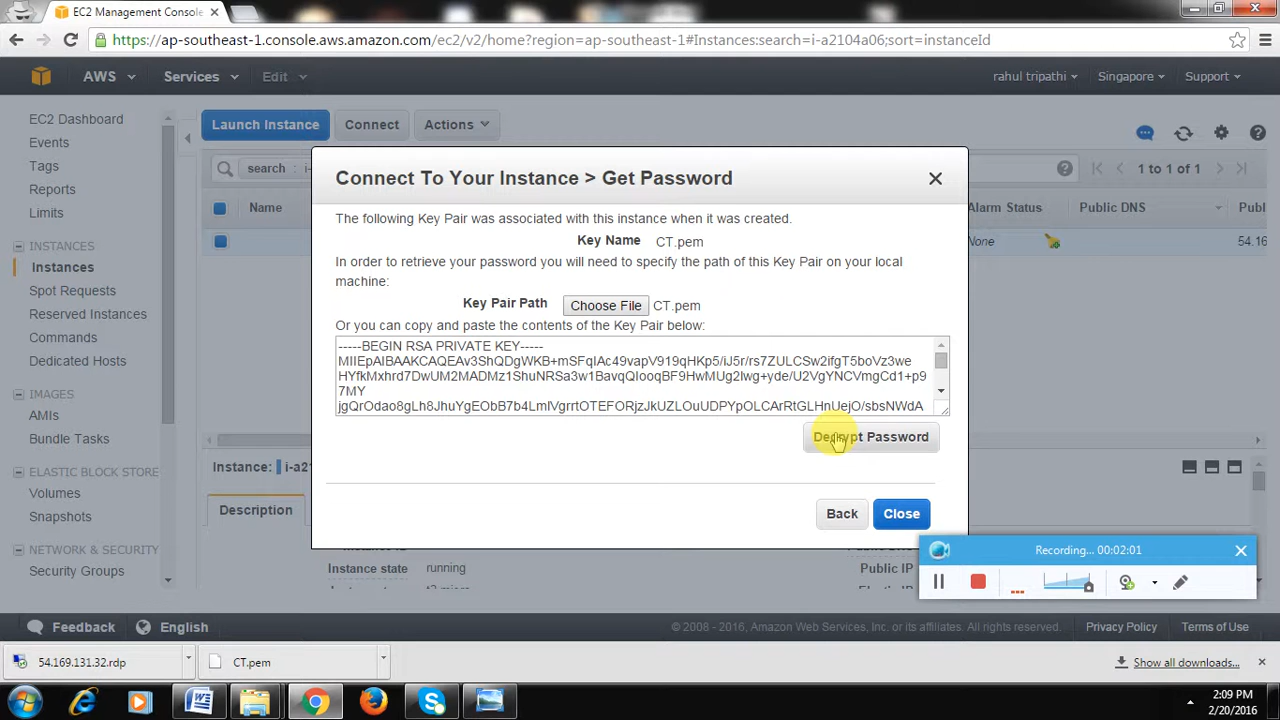 EC2 Management Conso
https://ap-southeast-1.console.aws.amazon.com/ec2/v2/home?region=ap-southeast-1#Instances:search=i-a2104a06;sort=instanceId
AWS Services Edit rahul tripathi Singapore Support
EC2 Dashboard
Events
Tags
Reports
Limits
INSTANCES
Instances
Spot Requests
Reserved Instances
Commands
Dedicated Hosts
IMAGES
AMIs
Bundle Tasks
ELASTIC BLOCK STORE
Volumes
Snapshots
NETWORK & SECURITY
Security Groups
Launch Instance Connect Actions
search : i- 1 to 1 of 1
Name Alarm Status Public DNS Publ
None 54.16
Connect To Your Instance > Get Password
The following Key Pair was associated with this instance when it was created.
Key Name CT.pem
In order to retrieve your password you will need to specify the path of this Key Pair on your local
machine:
Key Pair Path Choose File CT.pem
Or you can copy and paste the contents of the Key Pair below:
-----BEGIN RSA PRIVATE KEY-----
97MY
Decrypt Password
Back Close
Instance: i-a21
Description
Instance state running
Public IP
Recording... 00:02:01
Feedback English © 2008 - 2016, Amazon Web Services, Inc. or its affiliates. All rights reserved. Privacy Policy Terms of Use
54.169.131.32.rdp CT.pem Show all downloads...
2:09 PM
2/20/2016